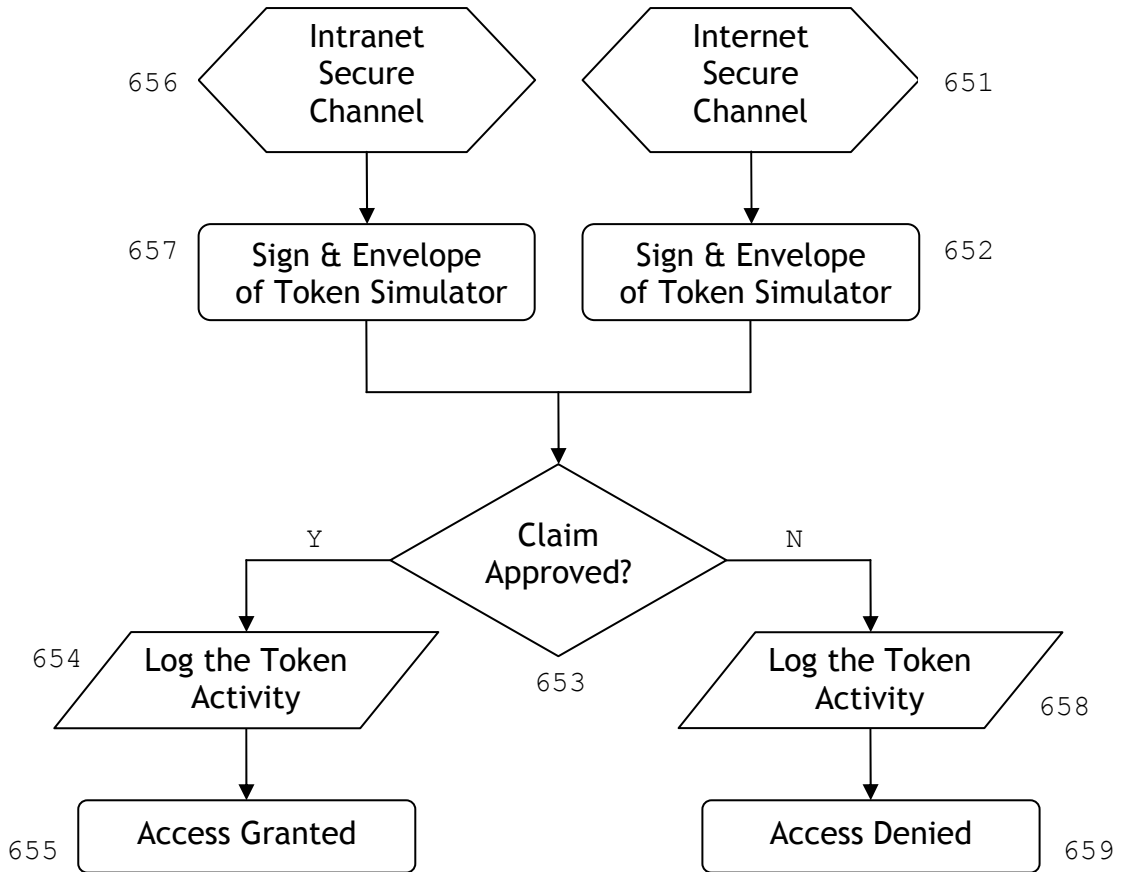 656
Intranet
Secure
Channel
Internet
Secure
Channel
651
657
Sign & Envelope
of Token Simulator
Sign & Envelope
of Token Simulator
652
Y
Claim
Approved?
N
653
654
Log the Token
Activity
Log the Token
Activity
658
655
Access Granted
Access Denied
659